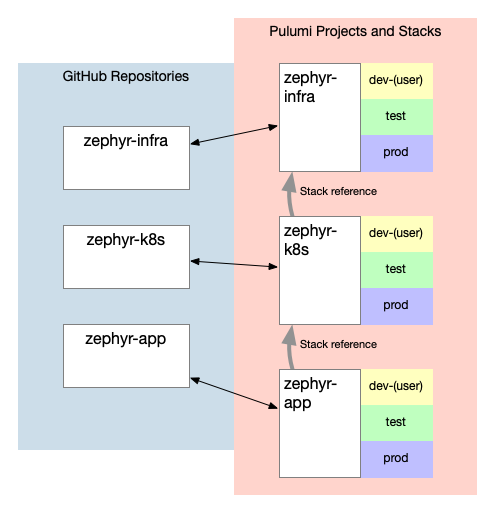 Pulumi Projects and Stacks
GitHub Repositories
zephyr-infra
zephyr-k8s
zephyr-app
zephyr-
infra
dev-(user)
test
prod
Stack reference
zephyr-
k8s
dev-(user)
test
prod
Stack reference
zephyr-
app
dev-(user)
test
prod